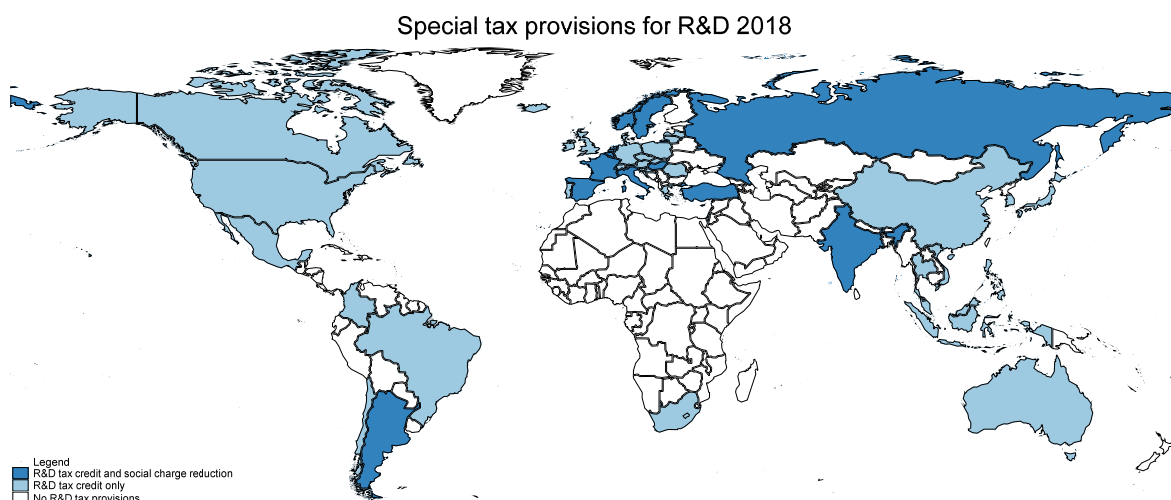 Special tax provisions for R&D 2018
Legend
R&D tax credit and social charge reduction
R&D tax credit only
No R&D tax provisions